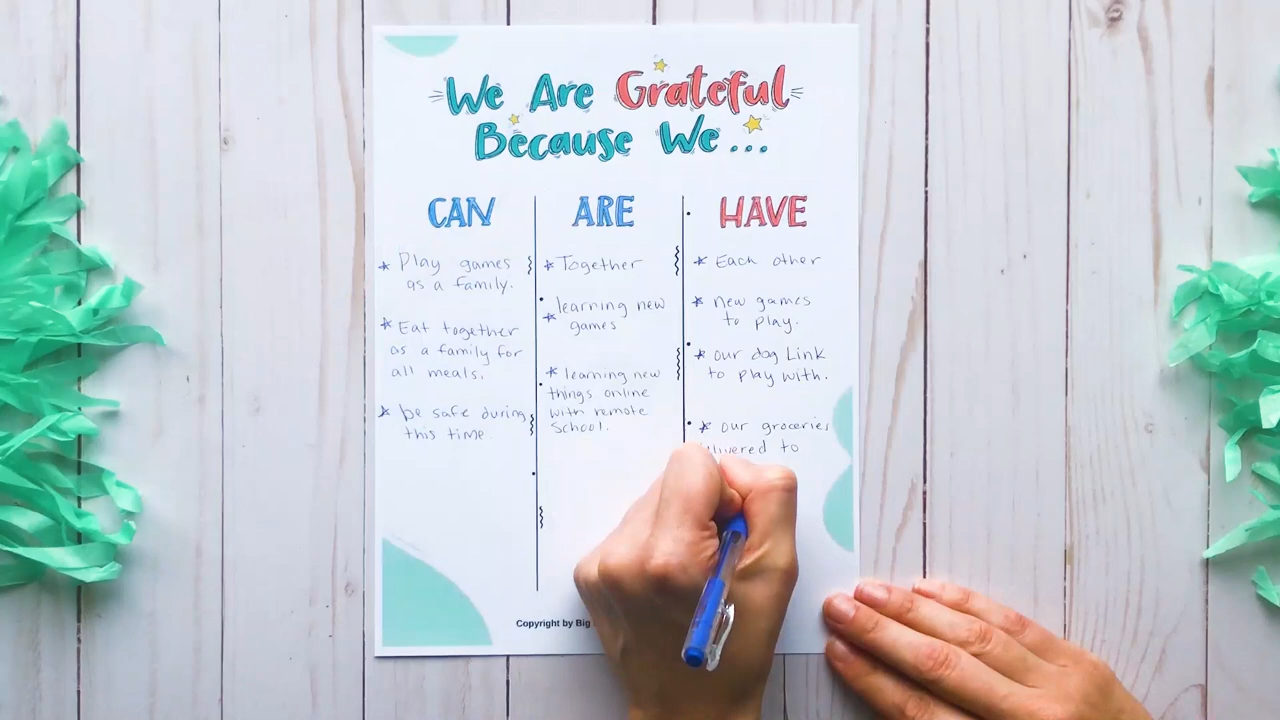 We Are Grateful
Because We...
CAN
* Play games
as a family.
* Eat together
as a family for
all meals.
* be safe during
this time.
ARE
* Together
* learning new
games
* learning new
things online
with remote
School.
HAVE
* Each other
* new games
to play.
* our dog Link
to play with.
* our groceries
to
Copyright by Big